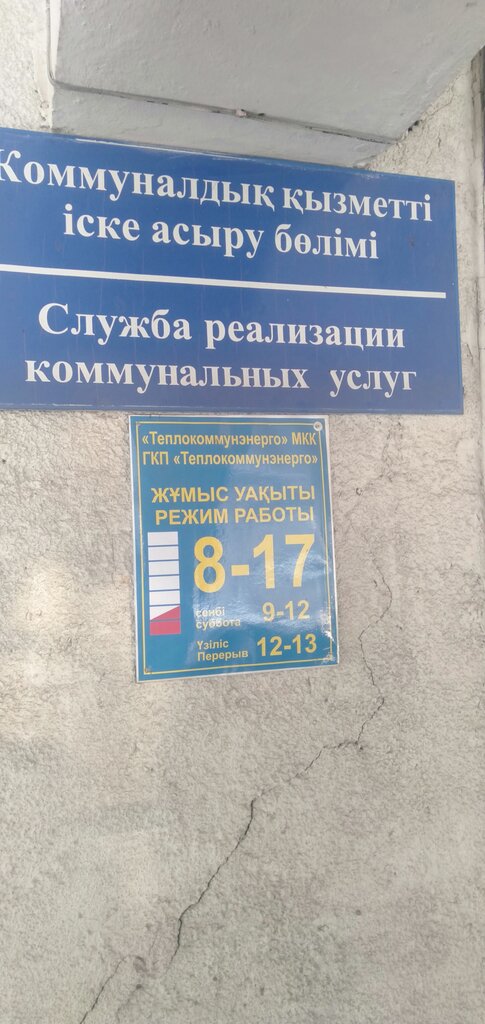 Коммуналдық қызметті
іске асыру бөлімі
Служба реализации
коммунальных услуг
«Теплокоммунэнерго» МКК
ГКП «Теплокоммунэнерго»
ЖҰМЫС УАҚЫТЫ
РЕЖИМ РАБОТЫ
8-17
сенбі
суббота 9-12
Үзіліс
Перерыв 12-13